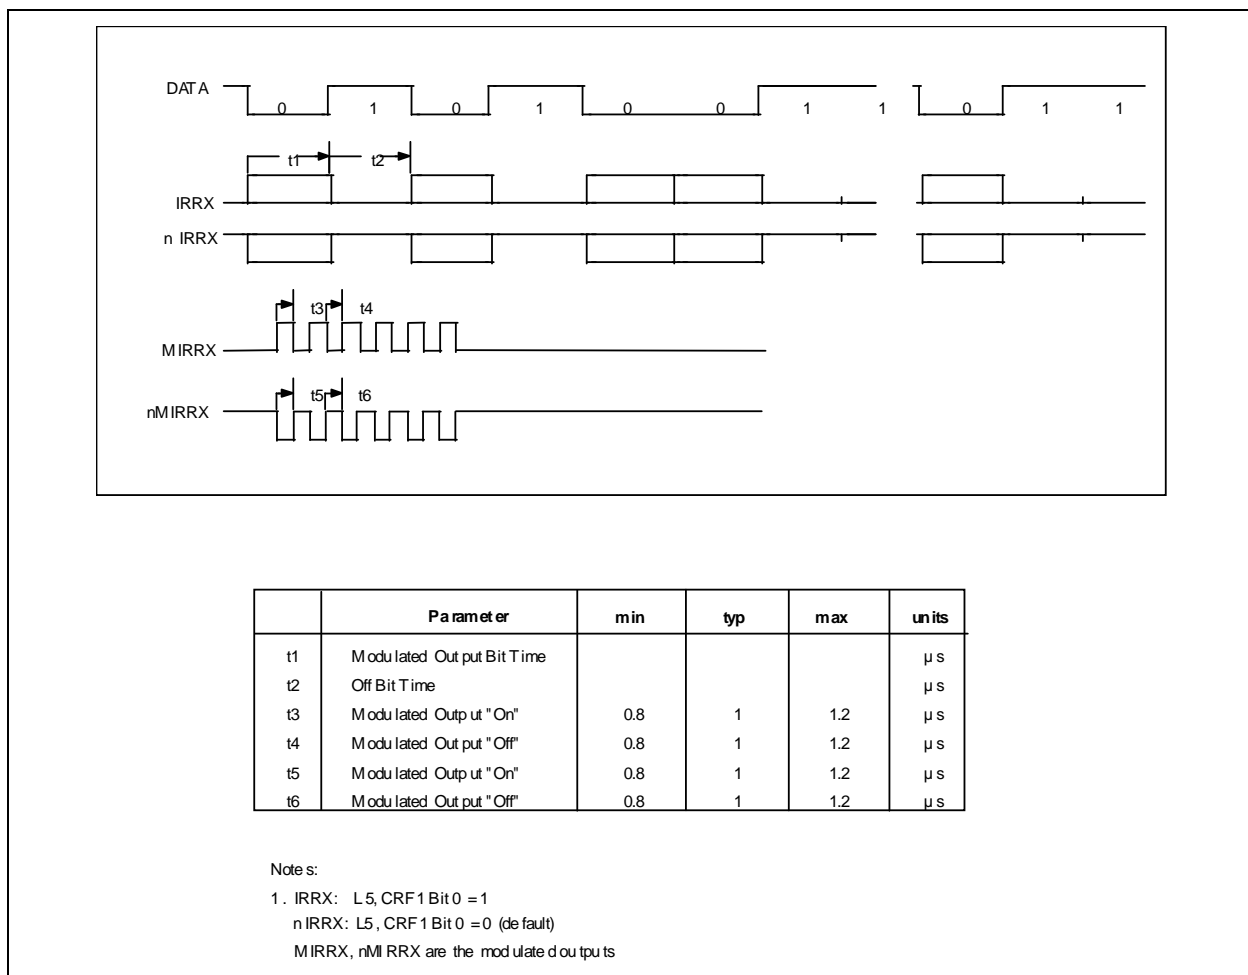 DATA 0 1 0 1 0 0 1 1 0 1 1
t1 t2
IRRX
n IRRX
t3 t4
MIRRX
t5 t6
nMIRRX
Parameter min typ max units
t1 Modulated Output Bit Time µs
t2 Off Bit Time µs
t3 Modulated Output "On" 0.8 1 1.2 µs
t4 Modulated Output "Off" 0.8 1 1.2 µs
t5 Modulated Output "On" 0.8 1 1.2 µs
t6 Modulated Output "Off" 0.8 1 1.2 µs
Notes:
1. IRRX: L5, CRF1 Bit 0 = 1
nIRRX: L5, CRF1 Bit 0 = 0 (default)
MIRRX, nMIRRX are the modulated outputs